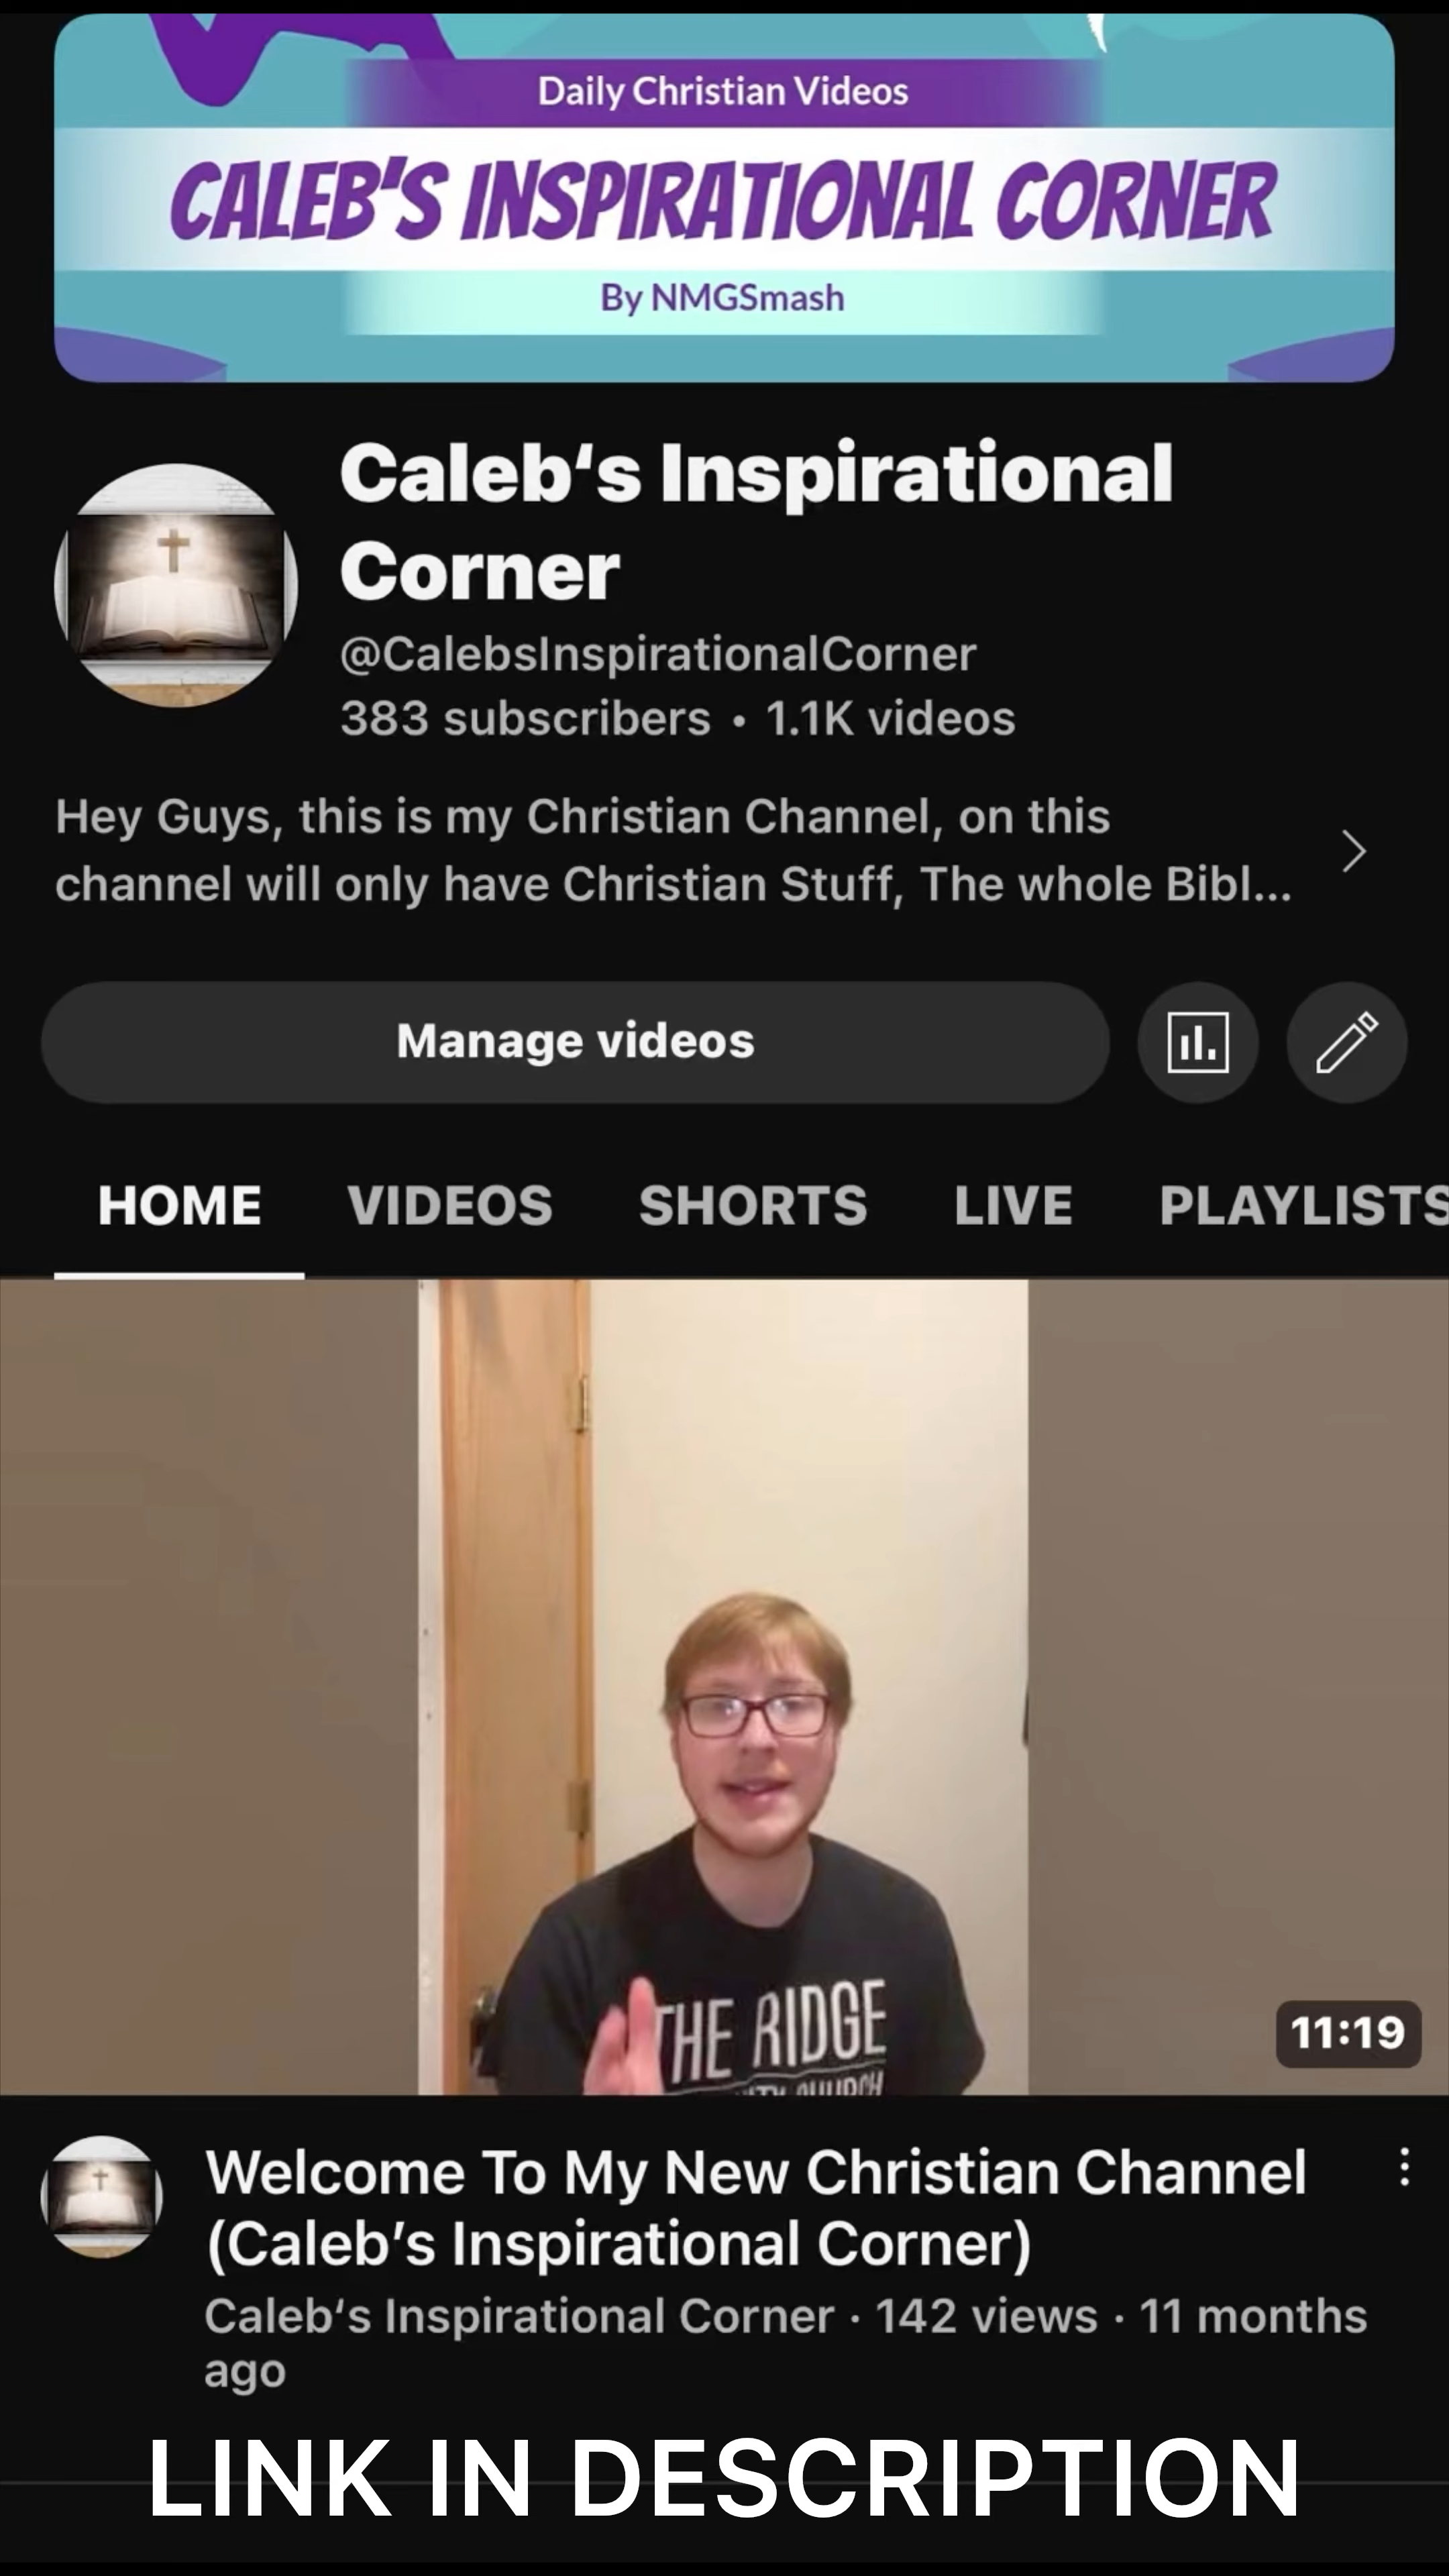 Daily Christian Videos
CALEB'S INSPIRATIONAL CORNER
By NMGSmash
Caleb‘s Inspirational
Corner
@CalebsInspirationalCorner
383 subscribers • 1.1K videos
Hey Guys, this is my Christian Channel, on this
channel will only have Christian Stuff, The whole Bibl...
Manage videos
HOME VIDEOS SHORTS LIVE PLAYLISTS
THE RIDGE
CHURCH
11:19
Welcome To My New Christian Channel
(Caleb’s Inspirational Corner)
Caleb‘s Inspirational Corner · 142 views · 11 months
ago
LINK IN DESCRIPTION